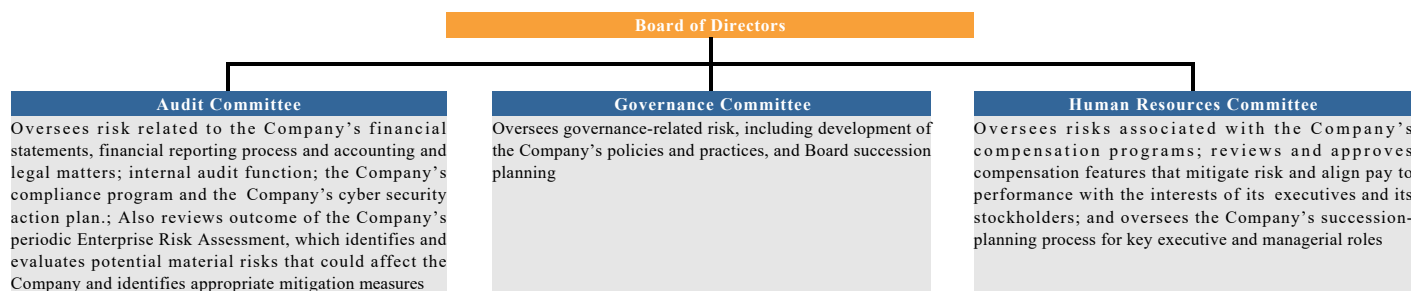 Board of Directors
Audit Committee
Oversees risk related to the Company’s financial
statements, financial reporting process and accounting and
legal matters; internal audit function; the Company’s
compliance program and the Company’s cyber security
action plan.; Also reviews outcome of the Company’s
periodic Enterprise Risk Assessment, which identifies and
evaluates potential material risks that could affect the
Company and identifies appropriate mitigation measures
Governance Committee
Oversees governance-related risk, including development of
the Company’s policies and practices, and Board succession
planning
Human Resources Committee
Oversees risks associated with the Company’s
compensation programs; reviews and approves
compensation features that mitigate risk and align pay to
performance with the interests of its executives and its
stockholders; and oversees the Company’s succession-
planning process for key executive and managerial roles